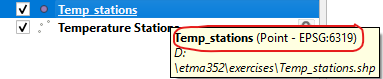 Temp_stations
Temperature Stations
Temp_stations (Point - EPSG:6319)
D:
\etma352\exercises\Temp_stations.shp